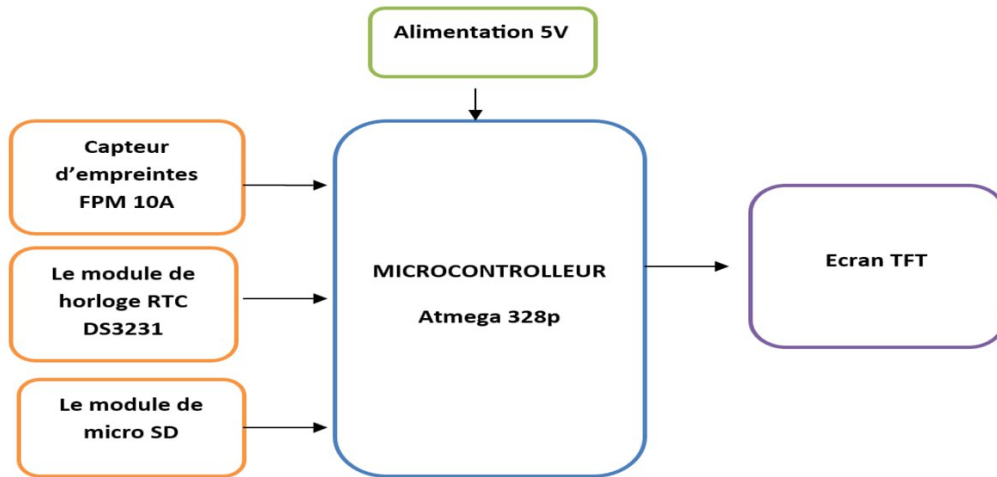 Alimentation 5V
Capteur
d’empreintes
FPM 10A
Le module de
horloge RTC
DS3231
Le module de
micro SD
MICROCONTROLLEUR
Atmega 328p
Ecran TFT